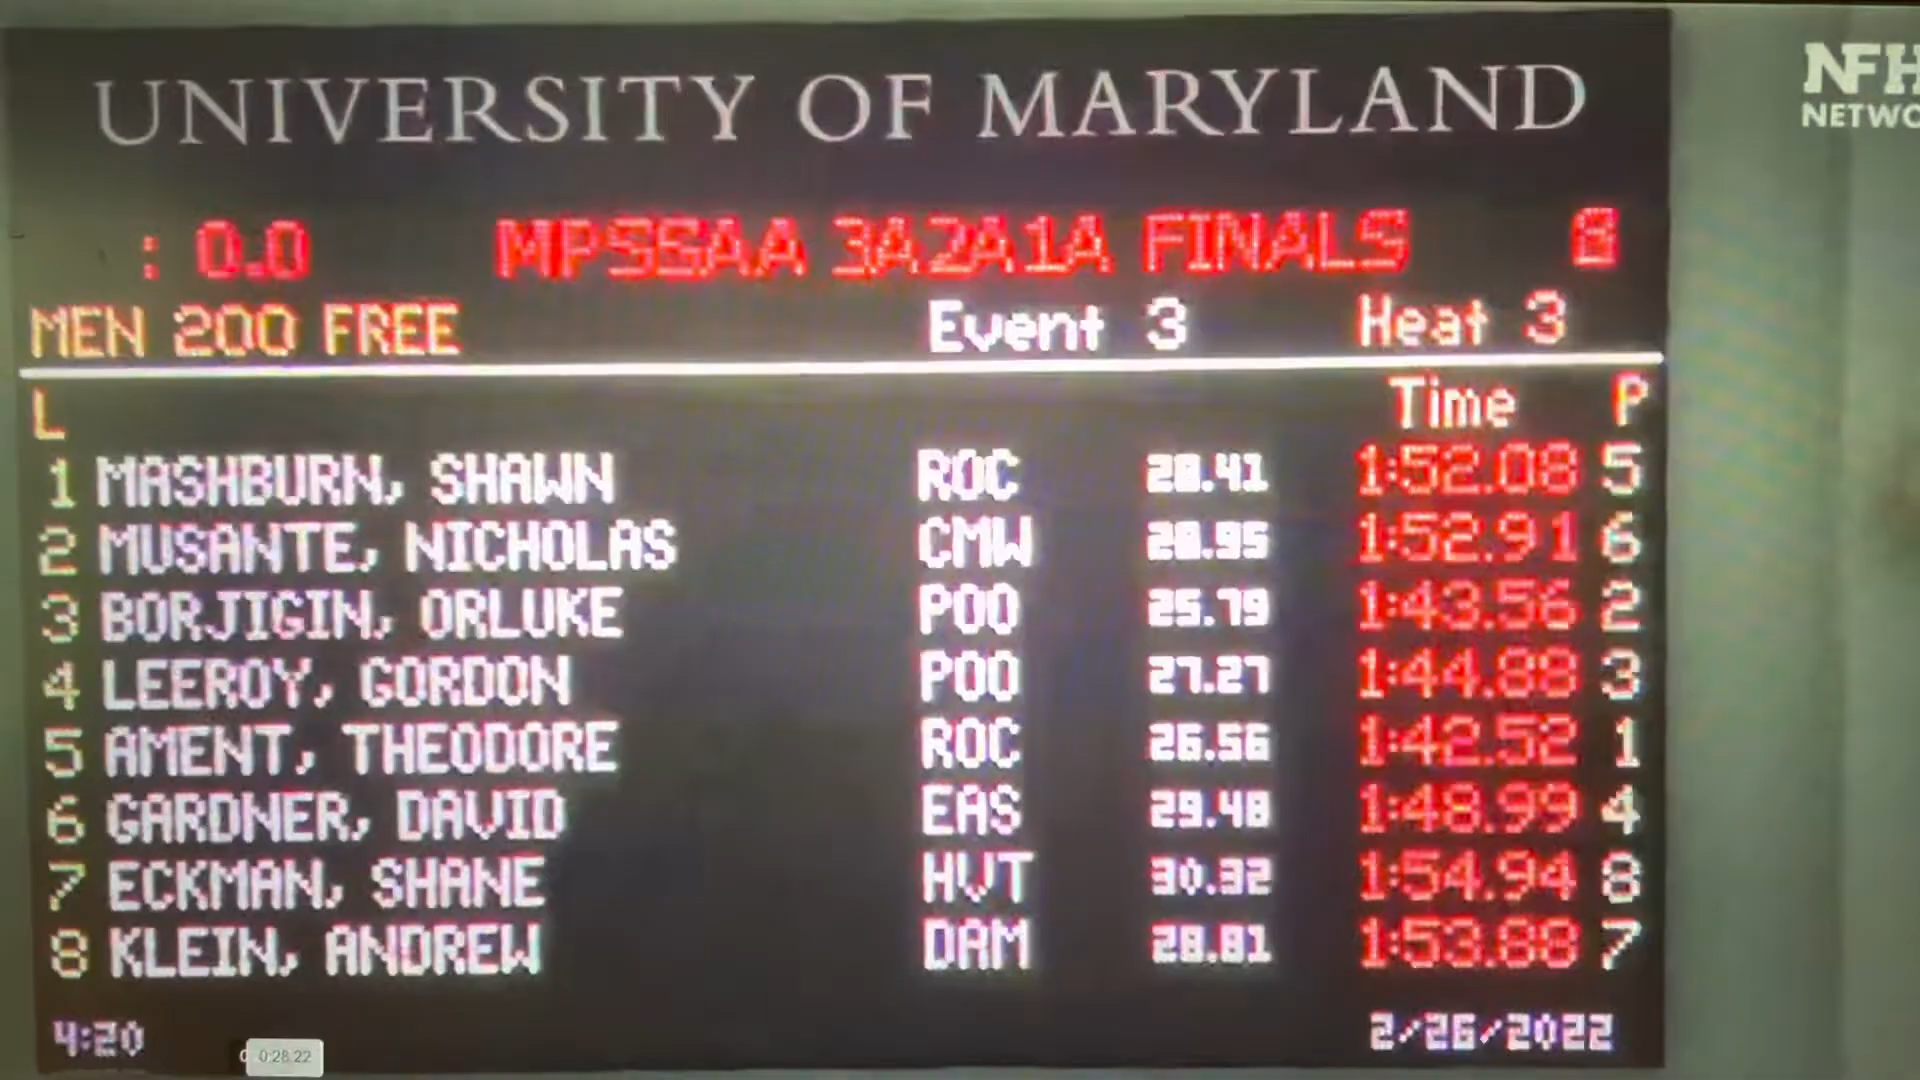 UNIVERSITY OF MARYLAND
NFH
NETWO
: 0.0 MPSSAA 3A2A1A FINALS 8
MEN 200 FREE Event 3 Heat 3
L Time P
1 MASHBURN, SHAWN ROC 28.41 1:52.08 5
2 MUSANTE, NICHOLAS CMW 28.95 1:52.91 6
3 BORJIGIN, ORLUKE POO 25.79 1:43.56 2
4 LEEROY, GORDON POO 27.27 1:44.88 3
5 AMENT, THEODORE ROC 26.56 1:42.52 1
6 GARDNER, DAVID EAS 29.48 1:48.99 4
7 ECKMAN, SHANE HVT 30.32 1:54.94 8
8 KLEIN, ANDREW DAM 28.81 1:53.88 7
4:20 2/26/2022
0:28.22